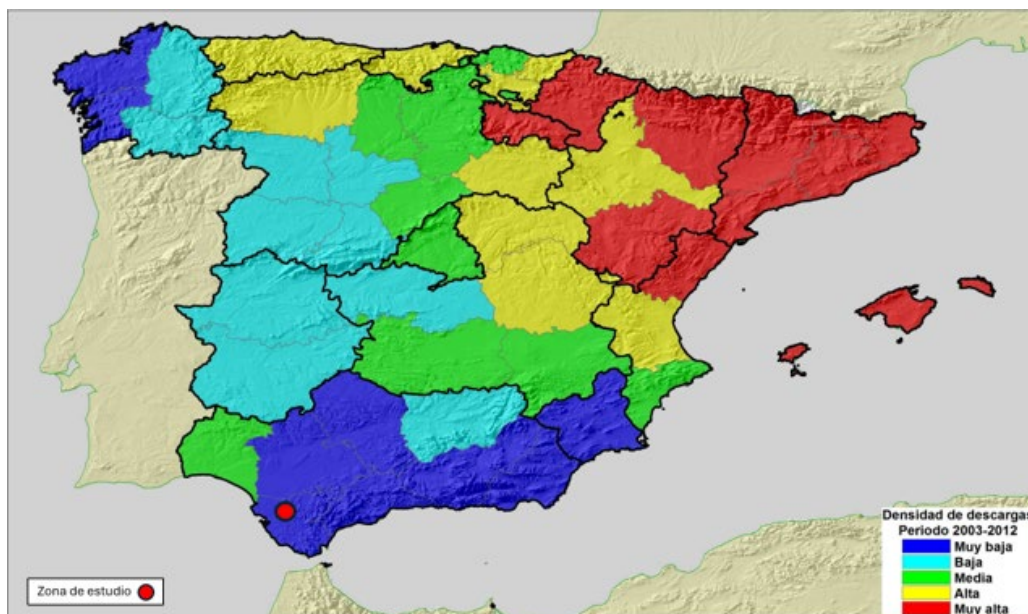 Densidad de descargas
Periodo 2003-2012
Muy baja
Baja
Media
Alta
Muy alta
Zona de estudio